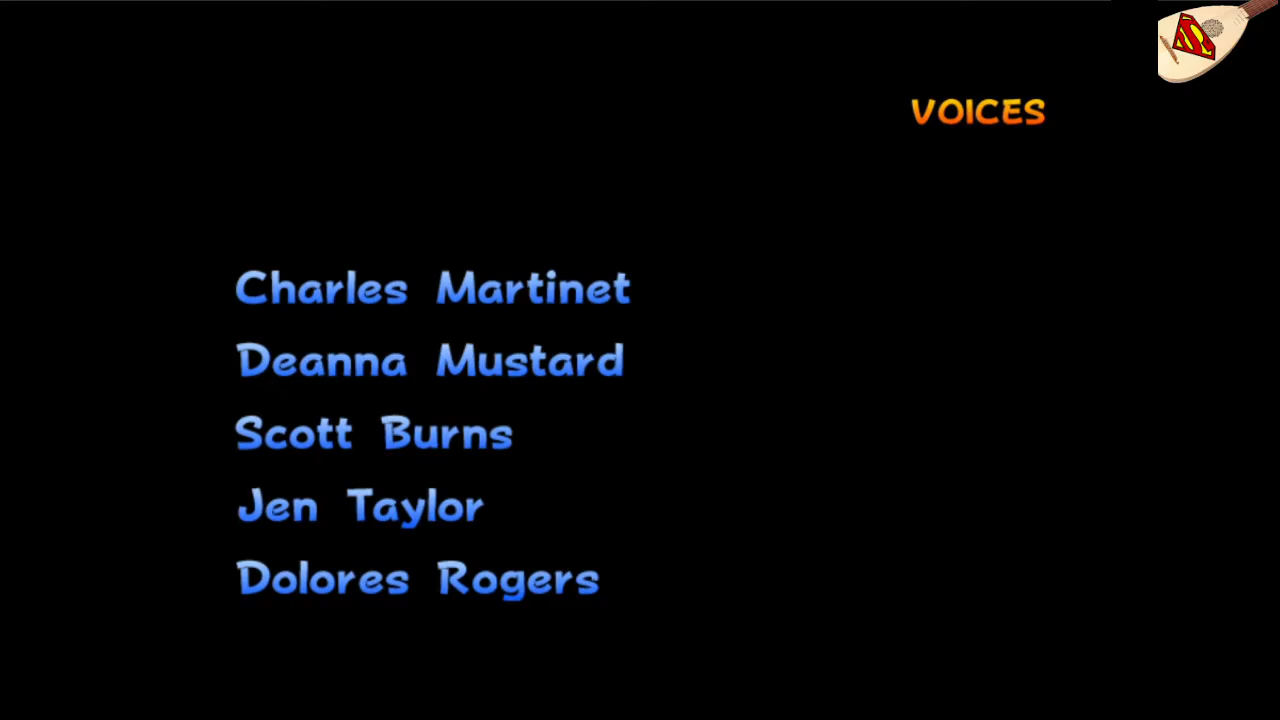 VOICES
Charles Martinet
Deanna Mustard
Scott Burns
Jen Taylor
Dolores Rogers